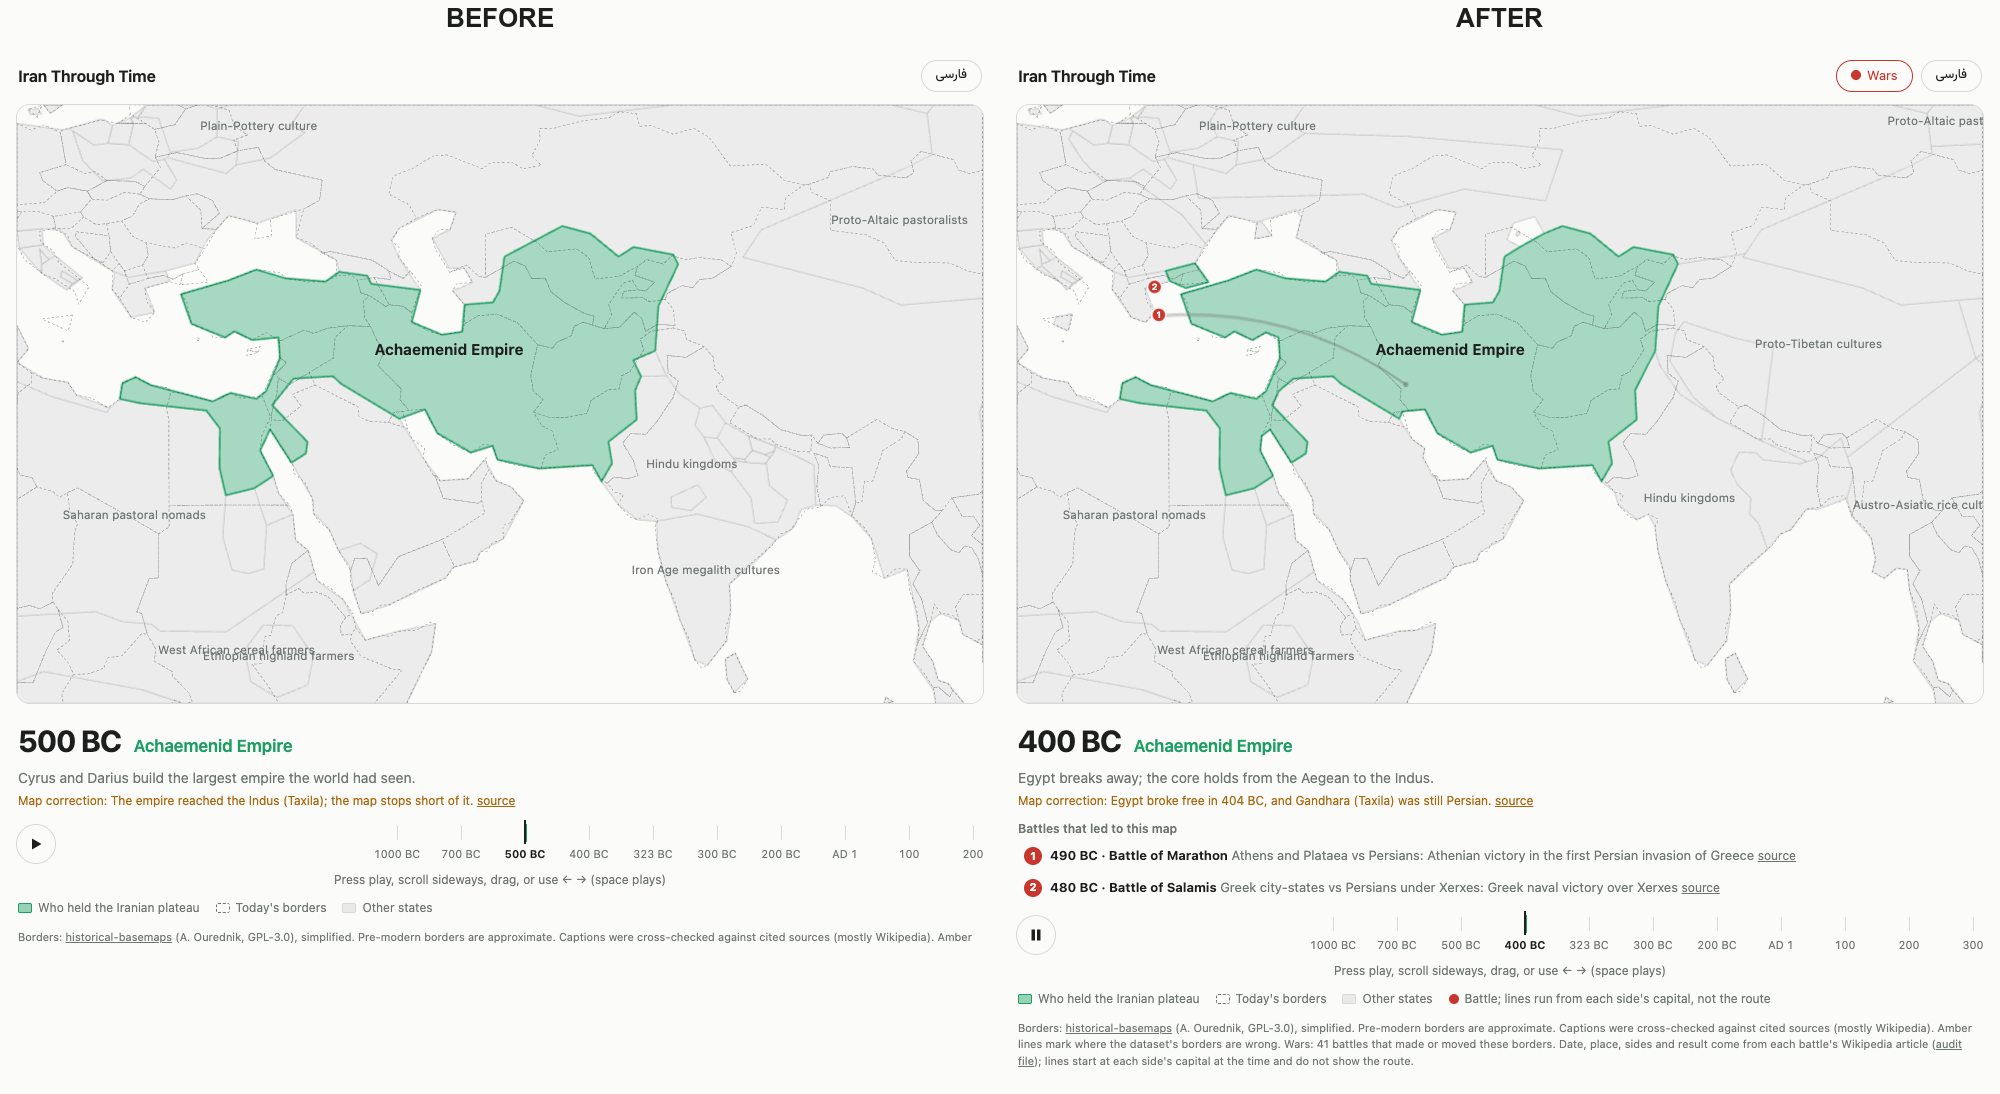 BEFORE
Iran Through Time
فارسی
Plain-Pottery culture
Proto-Altaic pastoralists
Achaemenid Empire
Hindu kingdoms
Saharan pastoral nomads
Iron Age megalith cultures
West African cereal farmers
Ethiopian highland farmers
500 BC Achaemenid Empire
Cyrus and Darius build the largest empire the world had seen.
Map correction: The empire reached the Indus (Taxila); the map stops short of it. source
1000 BC 700 BC 500 BC 400 BC 323 BC 300 BC 200 BC AD 1 100 200
Press play, scroll sideways, drag, or use ← → (space plays)
Who held the Iranian plateau Today's borders Other states
Borders: historical-basemaps (A. Ourednik, GPL-3.0), simplified. Pre-modern borders are approximate. Captions were cross-checked against cited sources (mostly Wikipedia). Amber
AFTER
Iran Through Time
Wars
فارسی
Plain-Pottery culture
Proto-Altaic past
2
1
Achaemenid Empire
Proto-Tibetan cultures
Hindu kingdoms
Austro-Asiatic rice cult
Saharan pastoral nomads
West African cereal farmers
Ethiopian highland farmers
400 BC Achaemenid Empire
Egypt breaks away; the core holds from the Aegean to the Indus.
Map correction: Egypt broke free in 404 BC, and Gandhara (Taxila) was still Persian. source
Battles that led to this map
1 490 BC · Battle of Marathon Athens and Plataea vs Persians: Athenian victory in the first Persian invasion of Greece source
2 480 BC · Battle of Salamis Greek city-states vs Persians under Xerxes: Greek naval victory over Xerxes source
1000 BC 700 BC 500 BC 400 BC 323 BC 300 BC 200 BC AD 1 100 200 300
Press play, scroll sideways, drag, or use ← → (space plays)
Who held the Iranian plateau Today's borders Other states Battle; lines run from each side's capital, not the route
Borders: historical-basemaps (A. Ourednik, GPL-3.0), simplified. Pre-modern borders are approximate. Captions were cross-checked against cited sources (mostly Wikipedia). Amber
lines mark where the dataset's borders are wrong. Wars: 41 battles that made or moved these borders. Date, place, sides and result come from each battle's Wikipedia article (audit
file); lines start at each side's capital at the time and do not show the route.